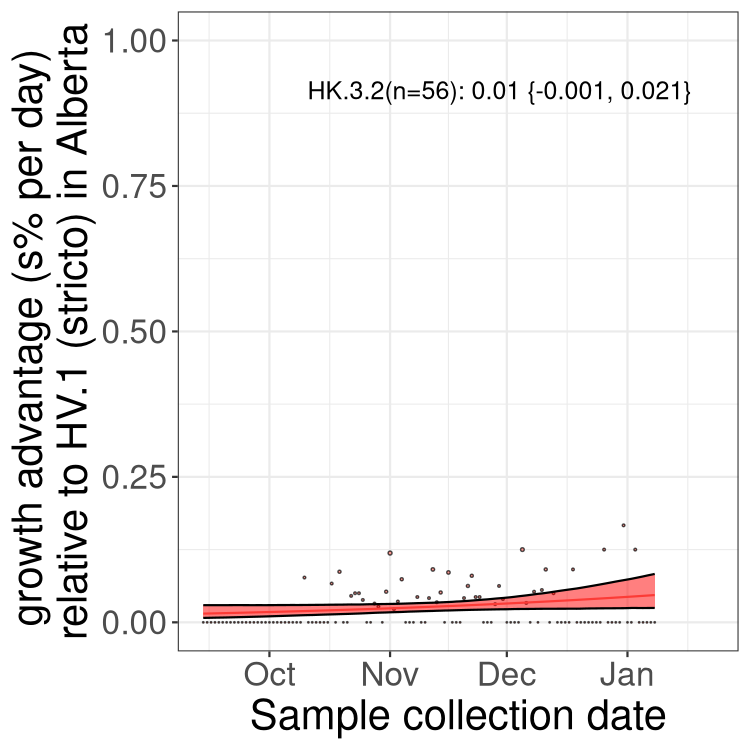 growth advantage (s% per day)
relative to HV.1 (stricto) in Alberta
1.00
0.75
0.50
0.25
0.00
HK.3.2(n=56): 0.01 {-0.001, 0.021}
Oct Nov Dec Jan
Sample collection date